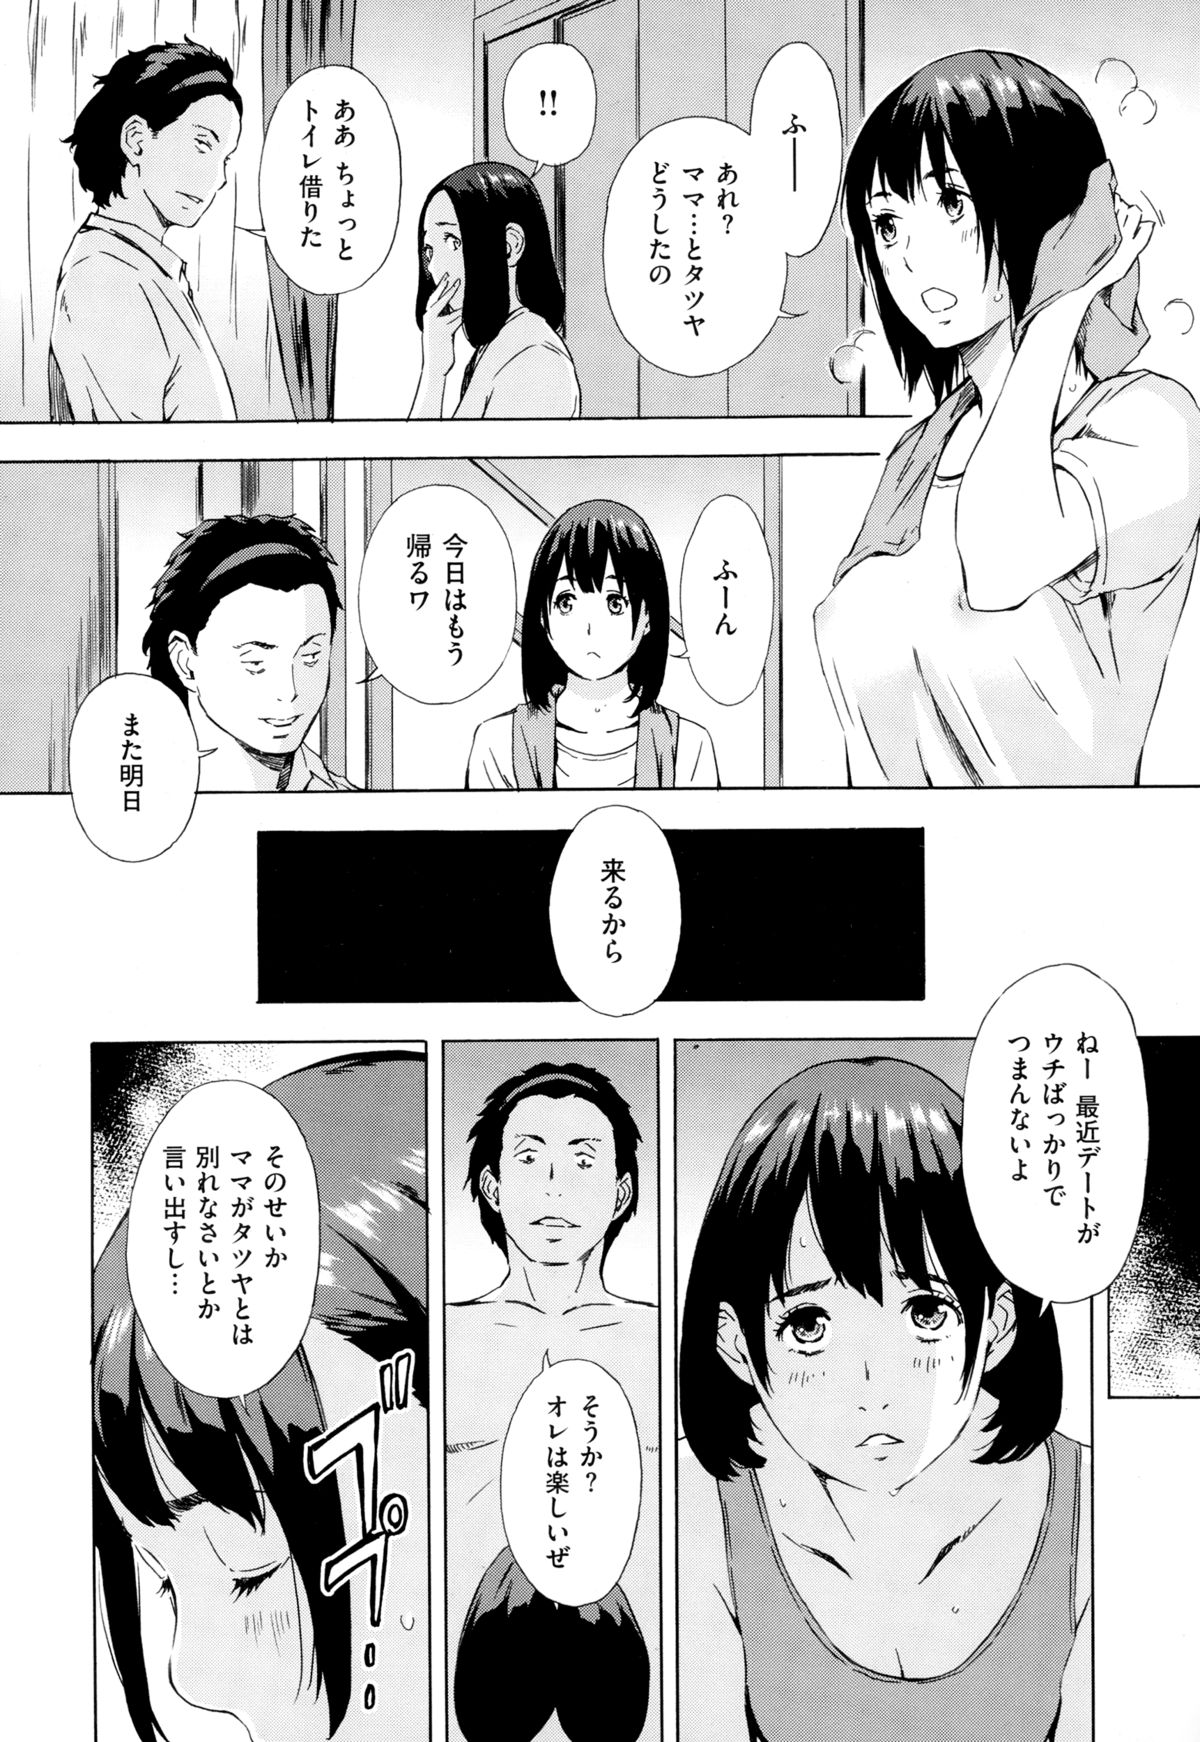 ふー
あれ？
ママ…とタツヤ
どうしたの
!!
ああ ちょっと
トイレ借りた
ふーん
今日はもう
帰るワ
また明日
来るから
ねー 最近デートが
ウチばっかりで
つまんないよ
そうか？
オレは楽しいぜ
そのせいか
ママがタツヤとは
別れなさいとか
言い出すし…